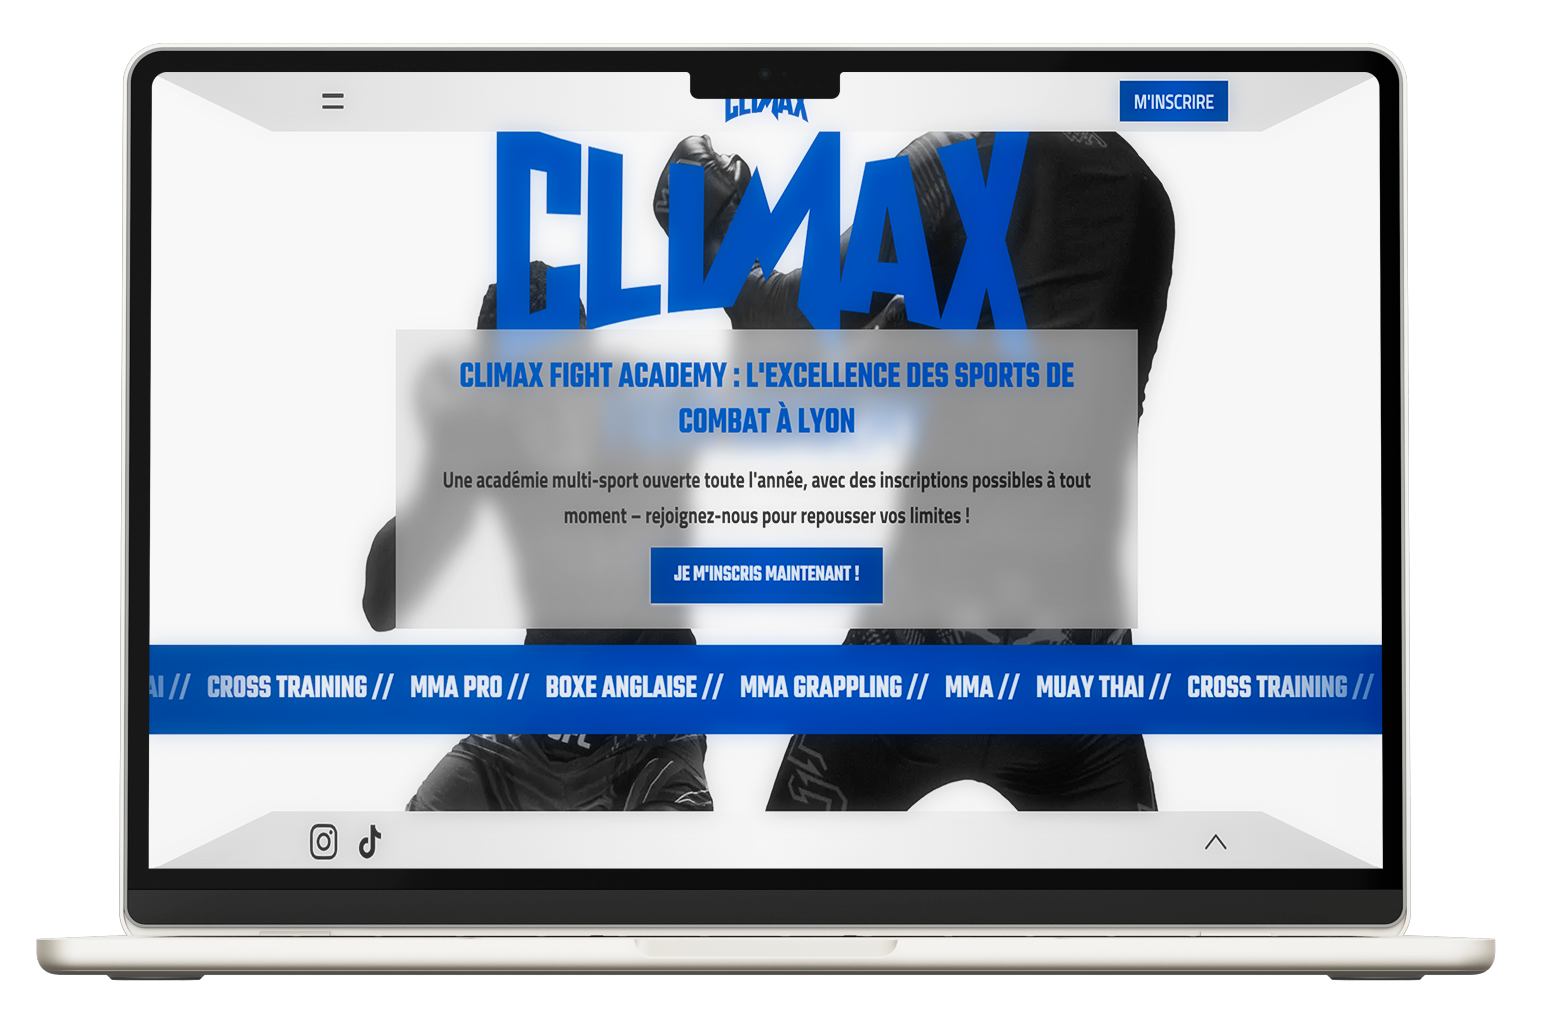 CLIMAX
M'INSCRIRE
CLIMAX
CLIMAX FIGHT ACADEMY : L'EXCELLENCE DES SPORTS DE
COMBAT À LYON
Une académie multi-sport ouverte toute l'année, avec des inscriptions possibles à tout
moment – rejoignez-nous pour repousser vos limites !
JE M'INSCRIS MAINTENANT !
AI // CROSS TRAINING // MMA PRO // BOXE ANGLAISE // MMA GRAPPLING // MMA // MUAY THAI // CROSS TRAINING //